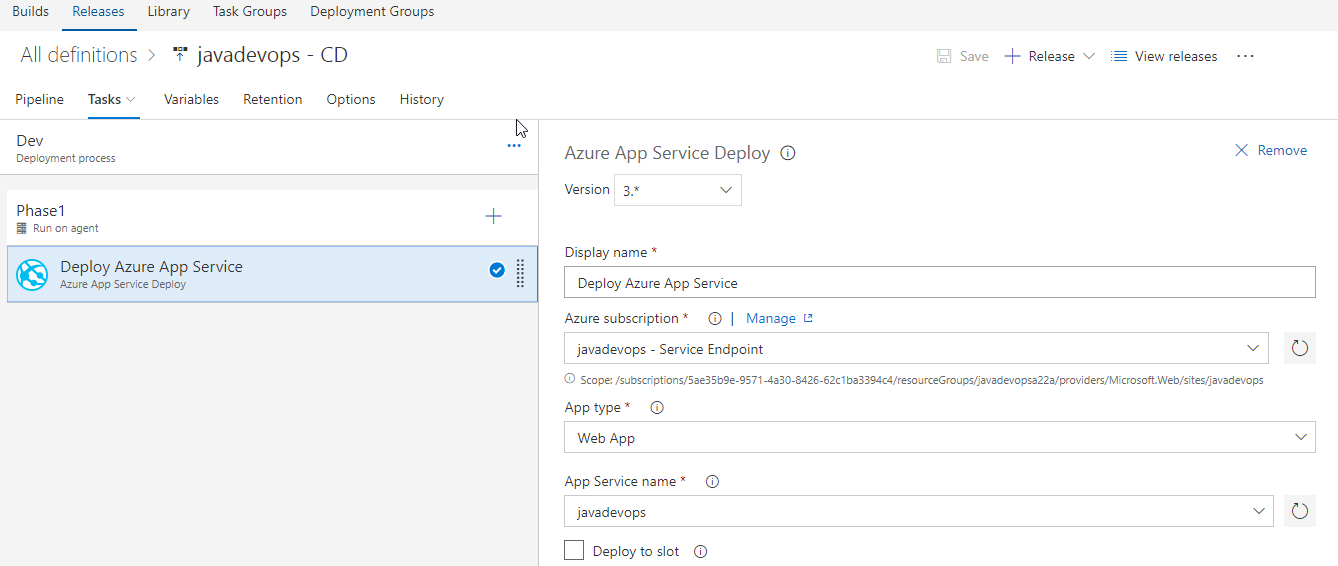 Builds Releases Library Task Groups Deployment Groups
All definitions > javadevops - CD
Save + Release View releases ...
Pipeline Tasks Variables Retention Options History
Dev
Deployment process
...
Phase1
Run on agent
Deploy Azure App Service
Azure App Service Deploy
Azure App Service Deploy
Remove
Version 3.*
Display name *
Deploy Azure App Service
Azure subscription * | Manage
javadevops - Service Endpoint
Scope: /subscriptions/5ae35b9e-9571-4a30-8426-62c1ba3394c4/resourceGroups/javadevopsa22a/providers/Microsoft.Web/sites/javadevops
App type *
Web App
App Service name *
javadevops
Deploy to slot